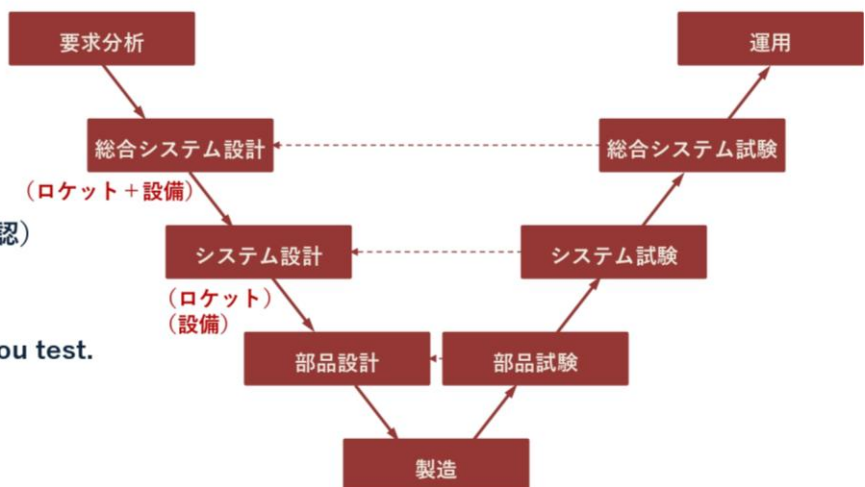 要求分析
運用
総合システム設計
総合システム試験
（ロケット＋設備）
認）
システム設計
システム試験
（ロケット）
（設備）
ou test.
部品設計
部品試験
製造